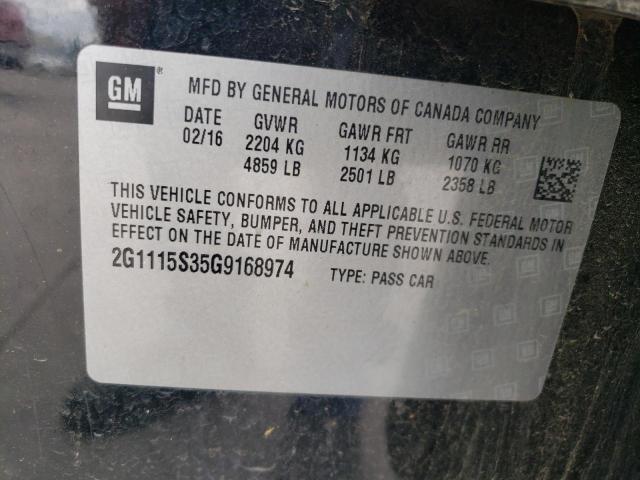 GM ®
MFD BY GENERAL MOTORS OF CANADA COMPANY
DATE GVWR GAWR FRT GAWR RR
02/16 2204 KG 1134 KG 1070 KG
4859 LB 2501 LB 2358 LB
THIS VEHICLE CONFORMS TO ALL APPLICABLE U.S. FEDERAL MOTOR
VEHICLE SAFETY, BUMPER, AND THEFT PREVENTION STANDARDS IN
EFFECT ON THE DATE OF MANUFACTURE SHOWN ABOVE.
2G1115S35G9168974 TYPE: PASS CAR